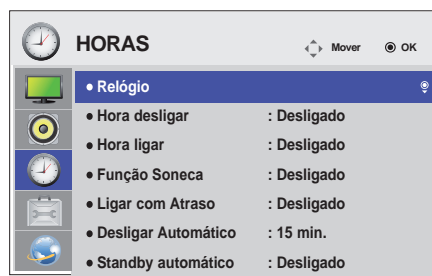 HORAS Mover OK
• Relógio
• Hora desligar : Desligado
• Hora ligar : Desligado
• Função Soneca : Desligado
• Ligar com Atraso : Desligado
• Desligar Automático : 15 min.
• Standby automático : Desligado